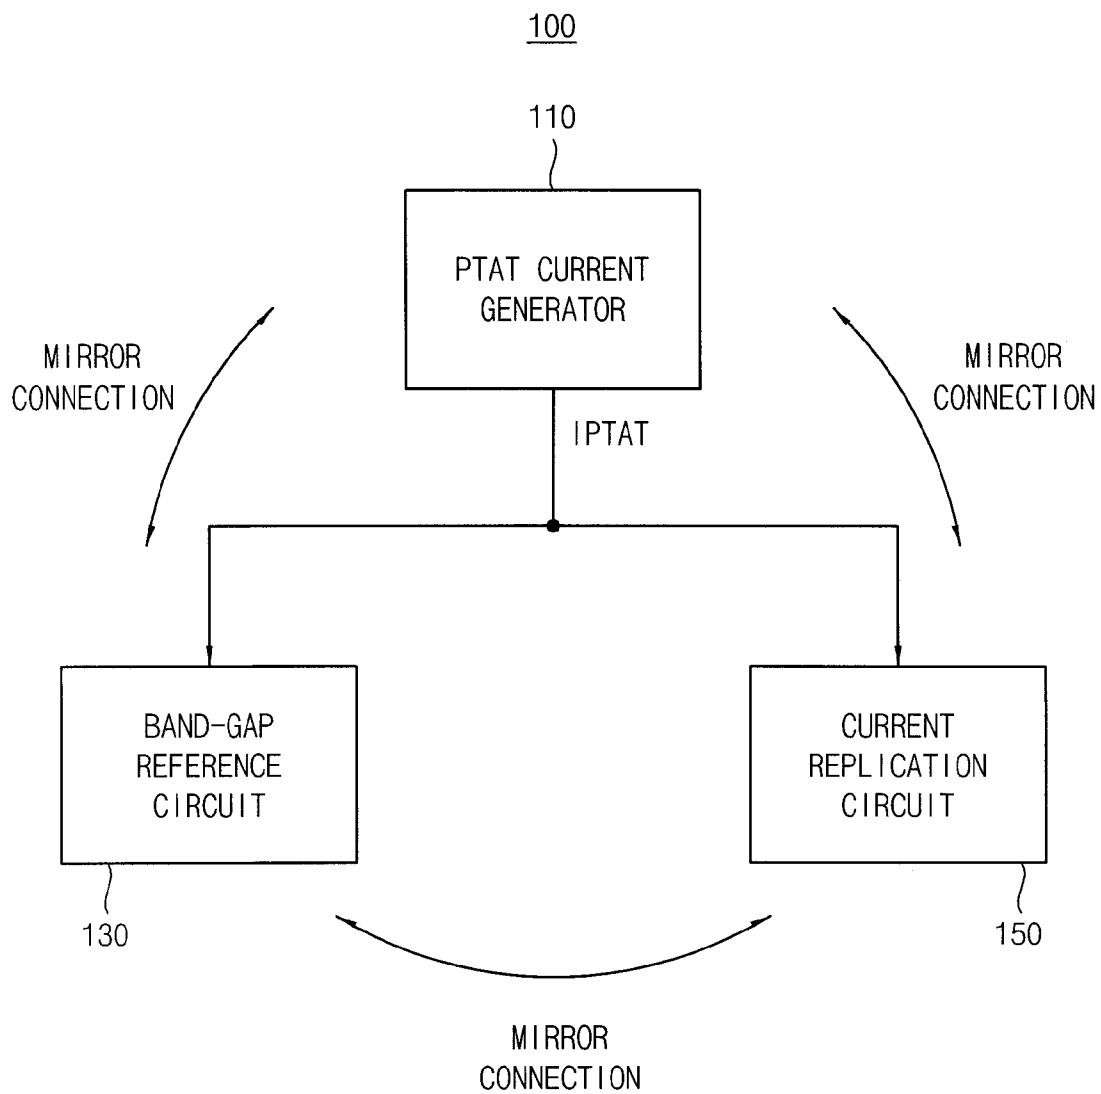 100
110
PTAT CURRENT
GENERATOR
MIRROR
CONNECTION
MIRROR
CONNECTION
IPTAT
BAND-GAP
REFERENCE
CIRCUIT
CURRENT
REPLICATION
CIRCUIT
130
150
MIRROR
CONNECTION